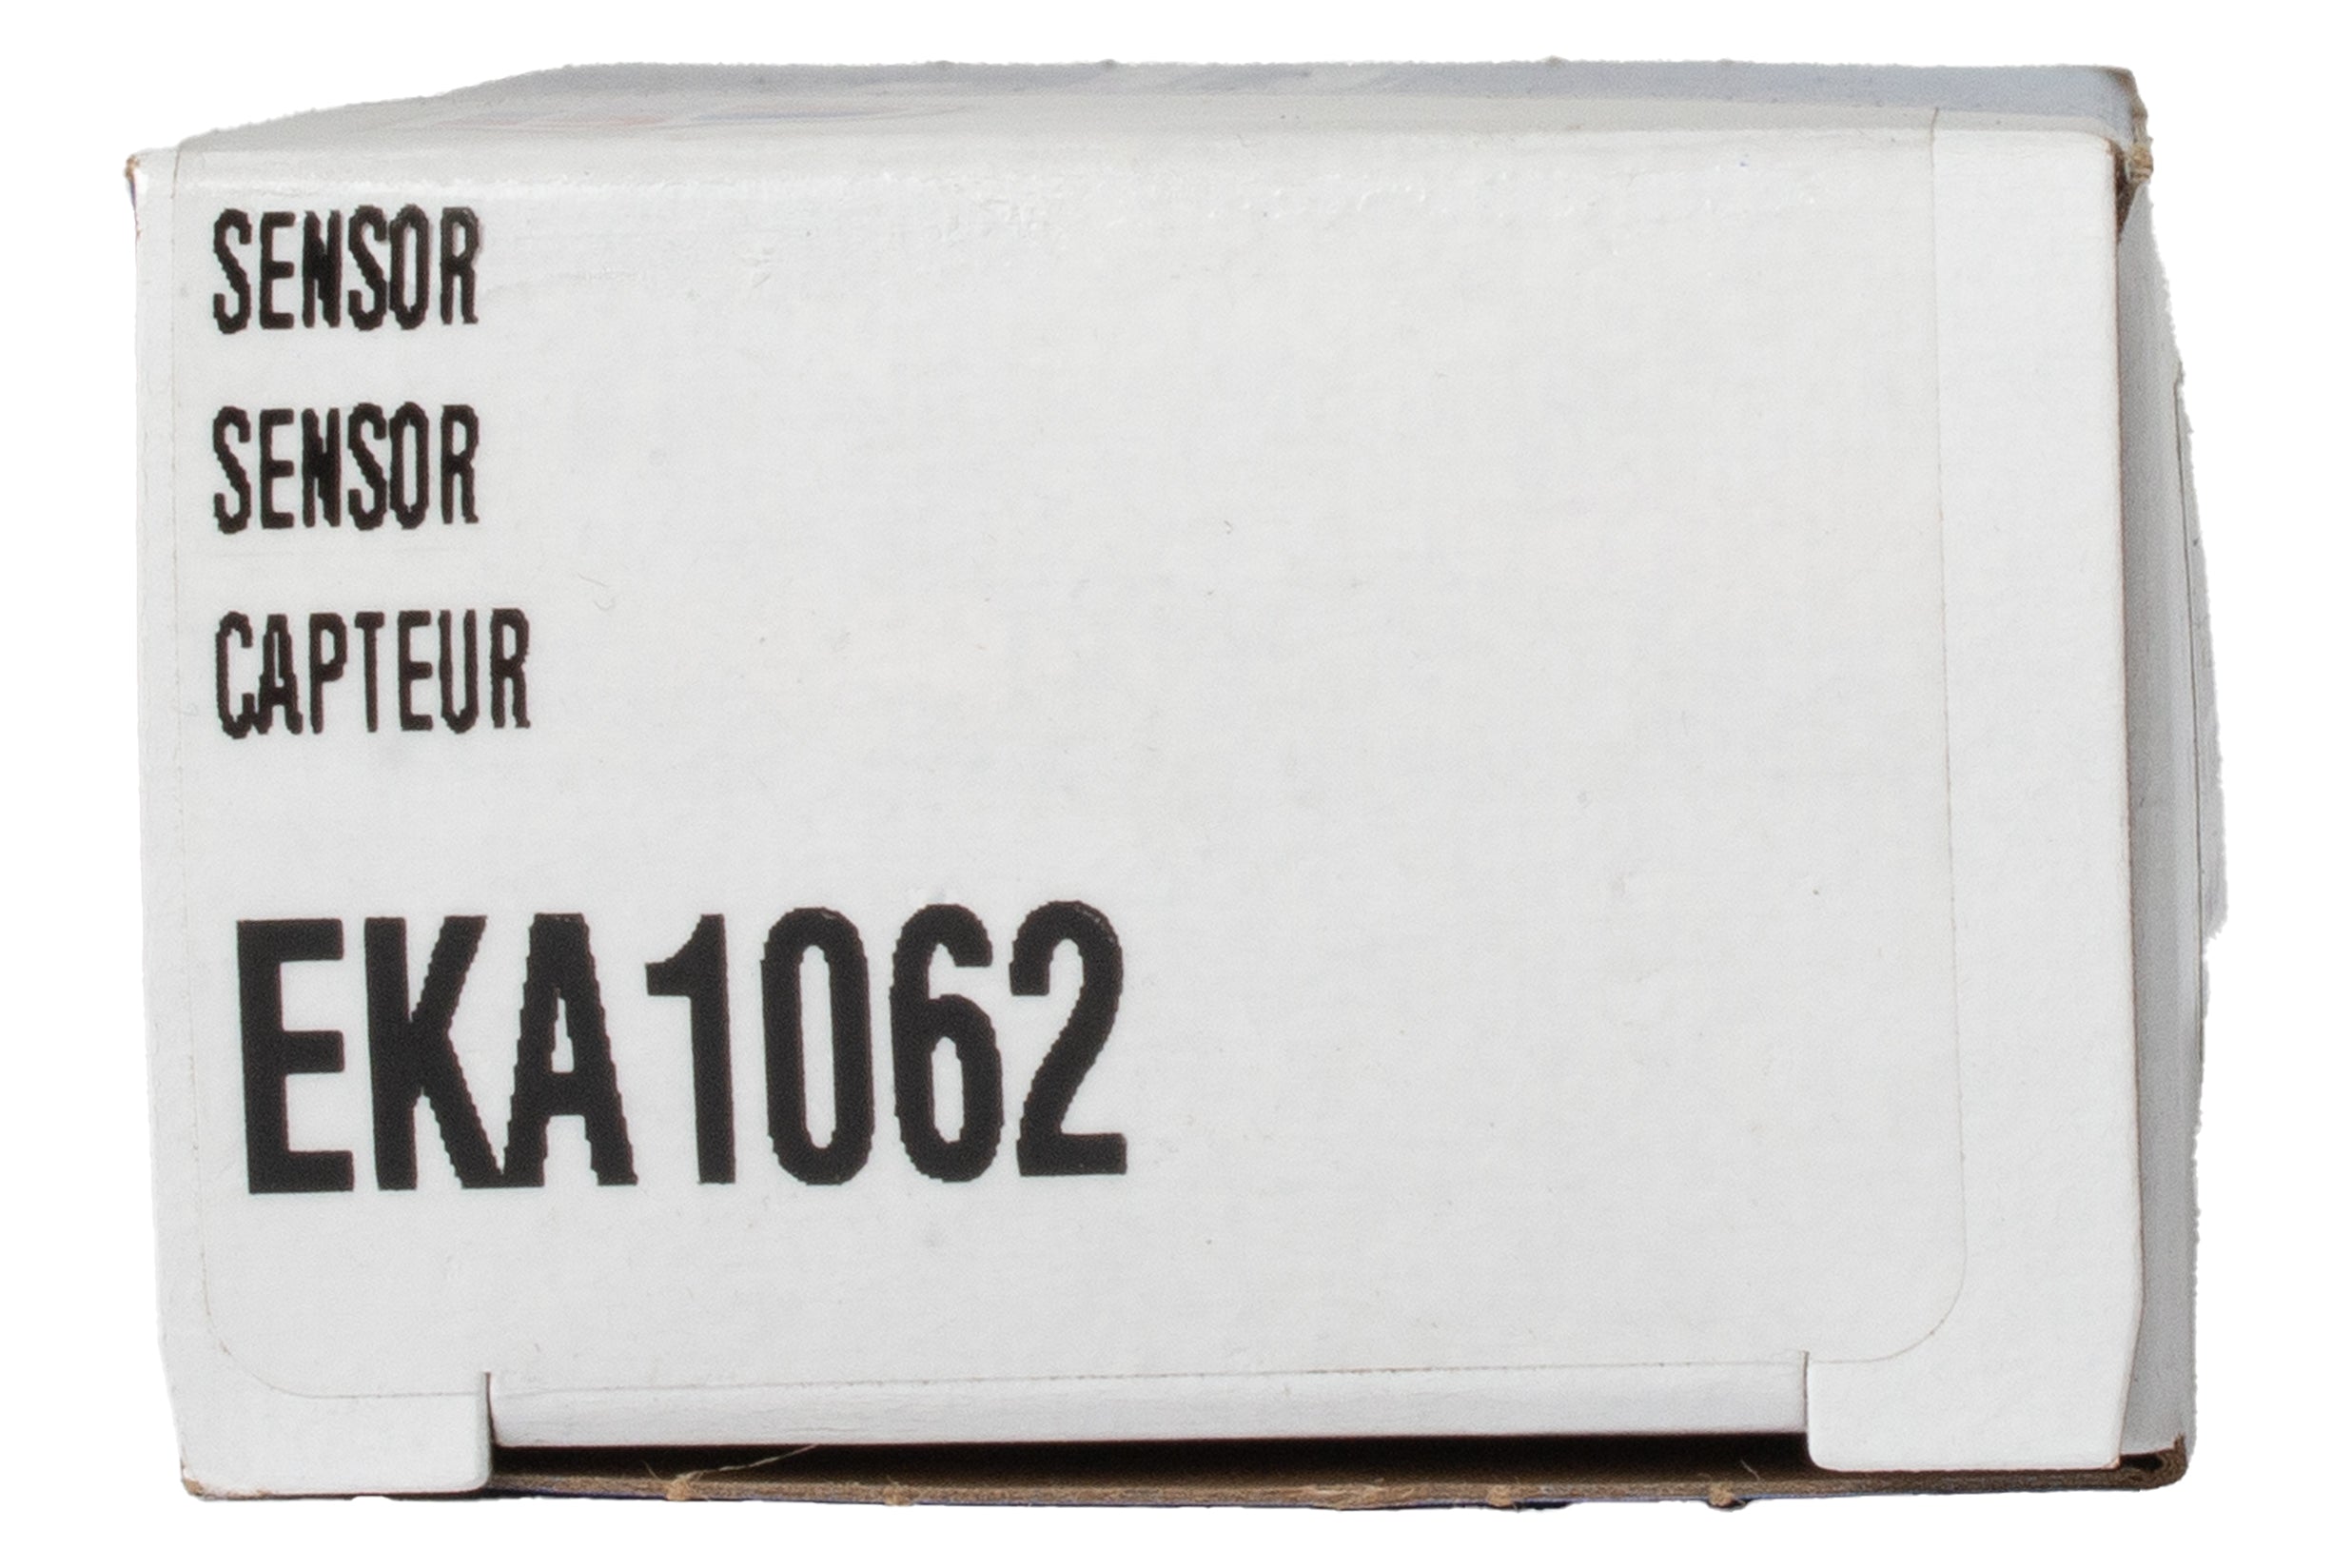 SENSOR
SENSOR
CAPTEUR
EKA1062